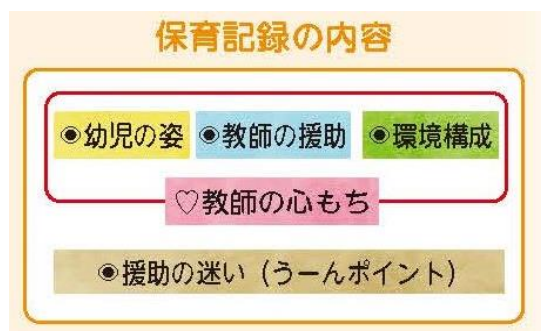 保育記録の内容
◉幼児の姿 ◉教師の援助 ◉環境構成
♡教師の心もち
◉援助の迷い（うーんポイント）